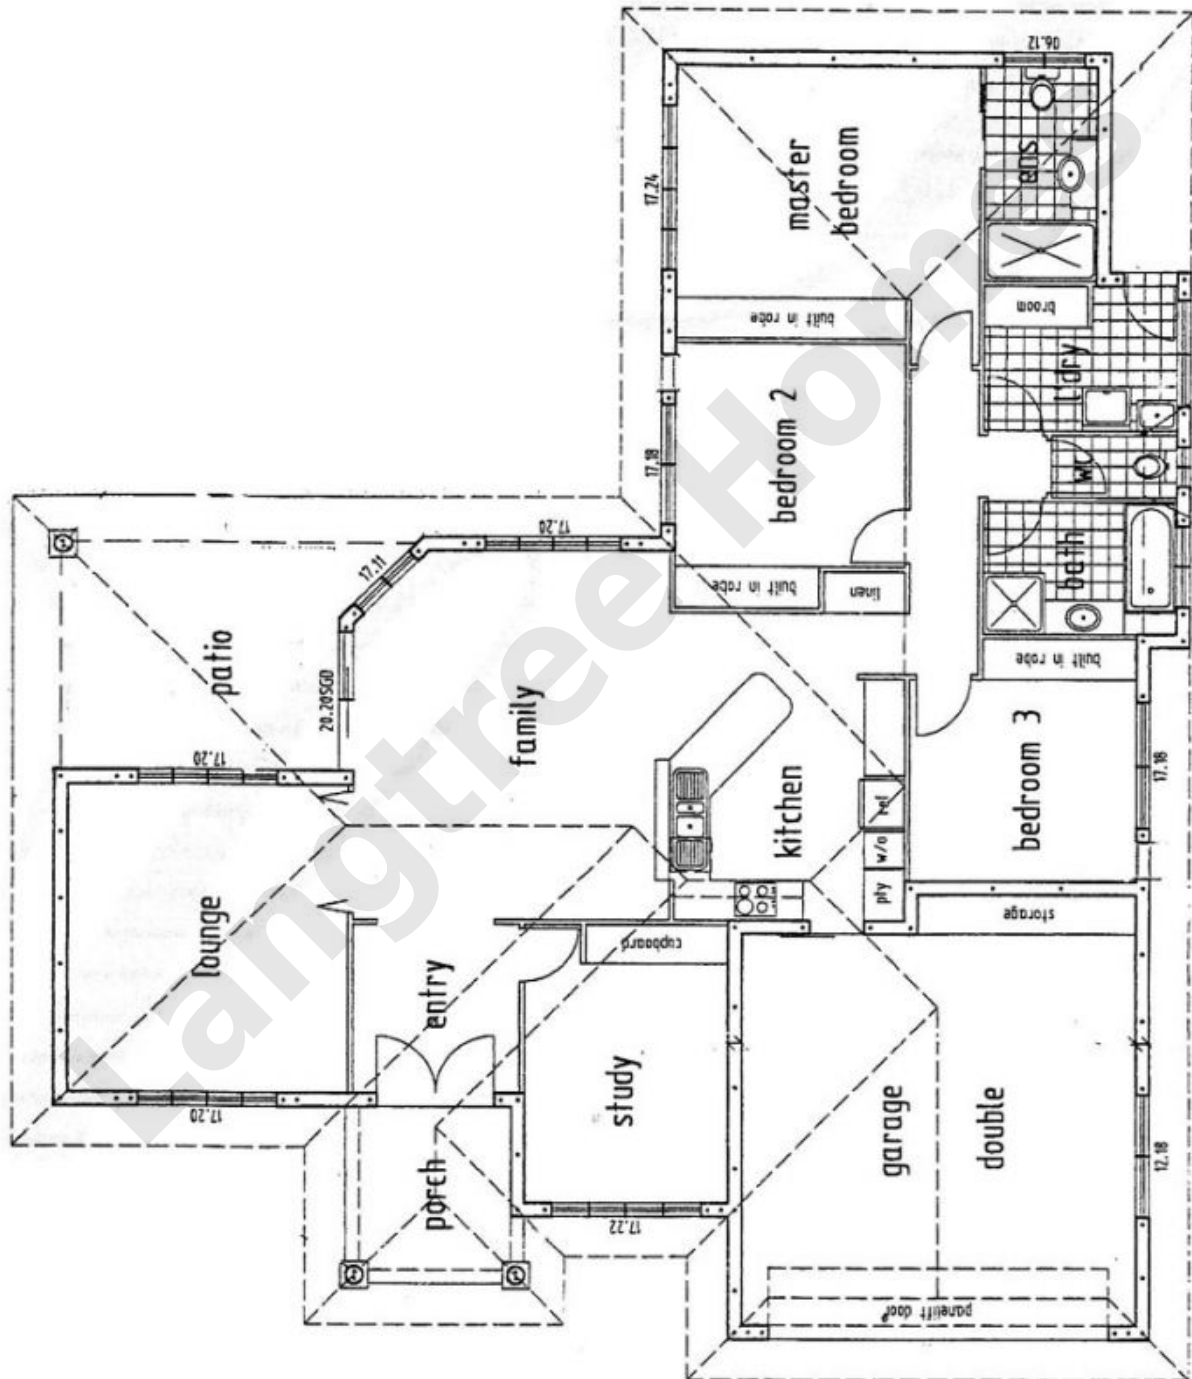 06.12
17.24
master
bedroom
ens
built in robe
broom
17.18
bedroom 2
l'dry
wc
bath
built in robe
linen
17.20
17.11
patio
20.20SGD
family
17.20
built in robe
bedroom 3
17.18
kitchen
ref
w/o
pty
storage
lounge
entry
cupboard
17.20
study
porch
17.22
garage
double
12.18
panelift door
Langtree Homes